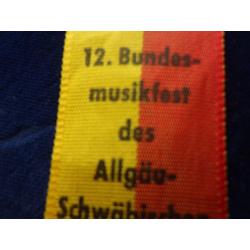 12. Bundes-
musikfest
des
Allgäu-
Schwäbischen